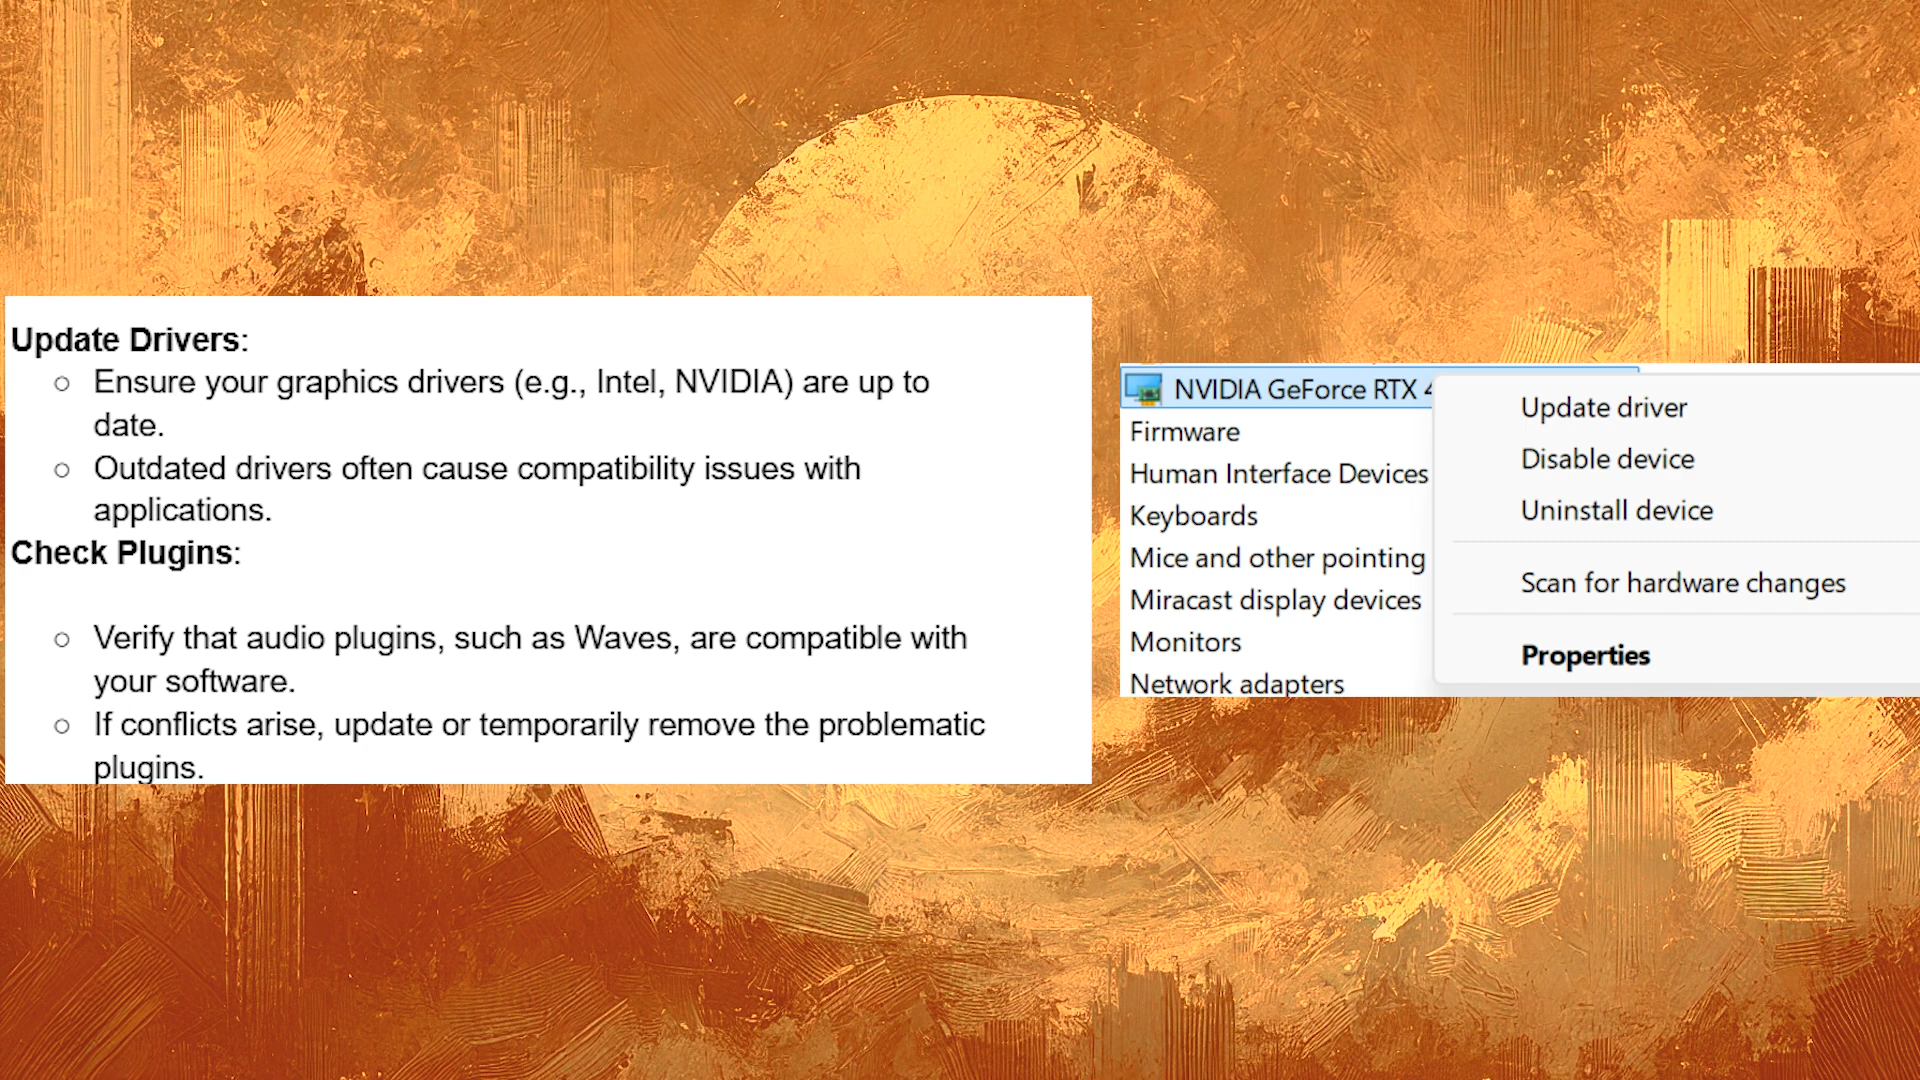 Update Drivers:
○ Ensure your graphics drivers (e.g., Intel, NVIDIA) are up to
date.
○ Outdated drivers often cause compatibility issues with
applications.
Check Plugins:
○ Verify that audio plugins, such as Waves, are compatible with
your software.
○ If conflicts arise, update or temporarily remove the problematic
plugins.
NVIDIA GeForce RTX
Firmware
Human Interface Devices
Keyboards
Mice and other pointing
Miracast display devices
Monitors
Network adapters
Update driver
Disable device
Uninstall device
Scan for hardware changes
Properties